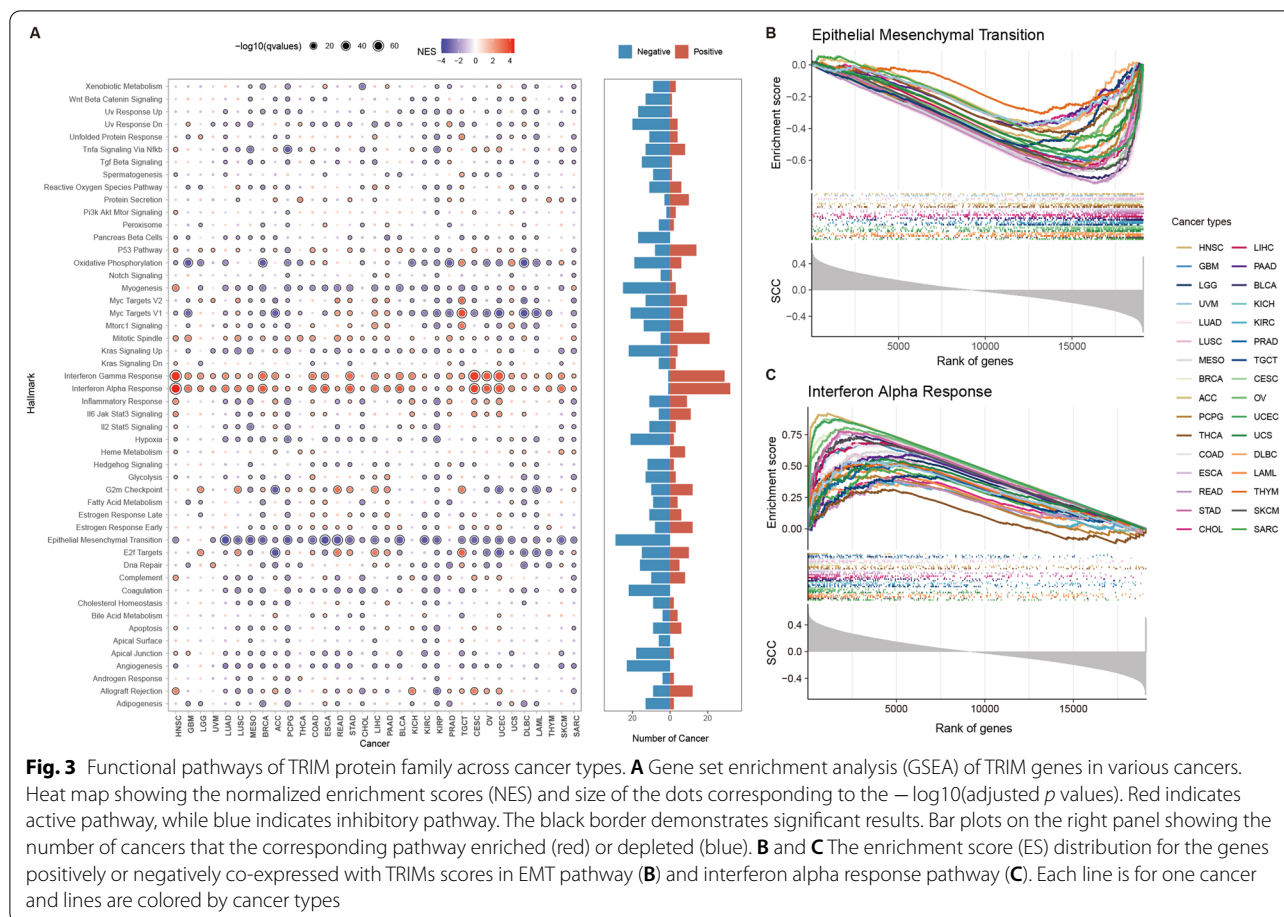 A
−log10(qvalues) 20 40 60
NES
−4 −2 0 2 4
Negative Positive
Hallmark
Xenobiotic Metabolism
Wnt Beta Catenin Signaling
Uv Response Up
Uv Response Dn
Unfolded Protein Response
Tnfa Signaling Via Nfkb
Tgf Beta Signaling
Spermatogenesis
Reactive Oxygen Species Pathway
Protein Secretion
Pi3k Akt Mtor Signaling
Peroxisome
Pancreas Beta Cells
P53 Pathway
Oxidative Phosphorylation
Notch Signaling
Myogenesis
Myc Targets V2
Myc Targets V1
Mtorc1 Signaling
Mitotic Spindle
Kras Signaling Up
Kras Signaling Dn
Interferon Gamma Response
Interferon Alpha Response
Inflammatory Response
Il6 Jak Stat3 Signaling
Il2 Stat5 Signaling
Hypoxia
Heme Metabolism
Hedgehog Signaling
Glycolysis
G2m Checkpoint
Fatty Acid Metabolism
Estrogen Response Late
Estrogen Response Early
Epithelial Mesenchymal Transition
E2f Targets
Dna Repair
Complement
Coagulation
Cholesterol Homeostasis
Bile Acid Metabolism
Apoptosis
Apical Surface
Apical Junction
Angiogenesis
Androgen Response
Allograft Rejection
Adipogenesis
HNSC GBM LGG UVM LUAD LUSC MESO BRCA ACC PCPG THCA COAD ESCA READ STAD CHOL LIHC PAAD BLCA KICH KIRC KIRP PRAD TGCT CESC OV UCEC UCS DLBC LAML THYM SKCM SARC
Cancer
20 0 20
Number of Cancer
B
Epithelial Mesenchymal Transition
Enrichment score
0.0
−0.2
−0.4
−0.6
SCC
0.4
0.0
−0.4
5000 10000 15000
Rank of genes
C
Interferon Alpha Response
Enrichment score
0.75
0.50
0.25
0.00
SCC
0.4
0.0
−0.4
5000 10000 15000
Rank of genes
Cancer types
HNSC LIHC
GBM PAAD
LGG BLCA
UVM KICH
LUAD KIRC
LUSC PRAD
MESO TGCT
BRCA CESC
ACC OV
PCPG UCEC
THCA UCS
COAD DLBC
ESCA LAML
READ THYM
STAD SKCM
CHOL SARC
Fig. 3 Functional pathways of TRIM protein family across cancer types. A Gene set enrichment analysis (GSEA) of TRIM genes in various cancers.
Heat map showing the normalized enrichment scores (NES) and size of the dots corresponding to the − log10(adjusted p values). Red indicates
active pathway, while blue indicates inhibitory pathway. The black border demonstrates significant results. Bar plots on the right panel showing the
number of cancers that the corresponding pathway enriched (red) or depleted (blue). B and C The enrichment score (ES) distribution for the genes
positively or negatively co-expressed with TRIMs scores in EMT pathway (B) and interferon alpha response pathway (C). Each line is for one cancer
and lines are colored by cancer types